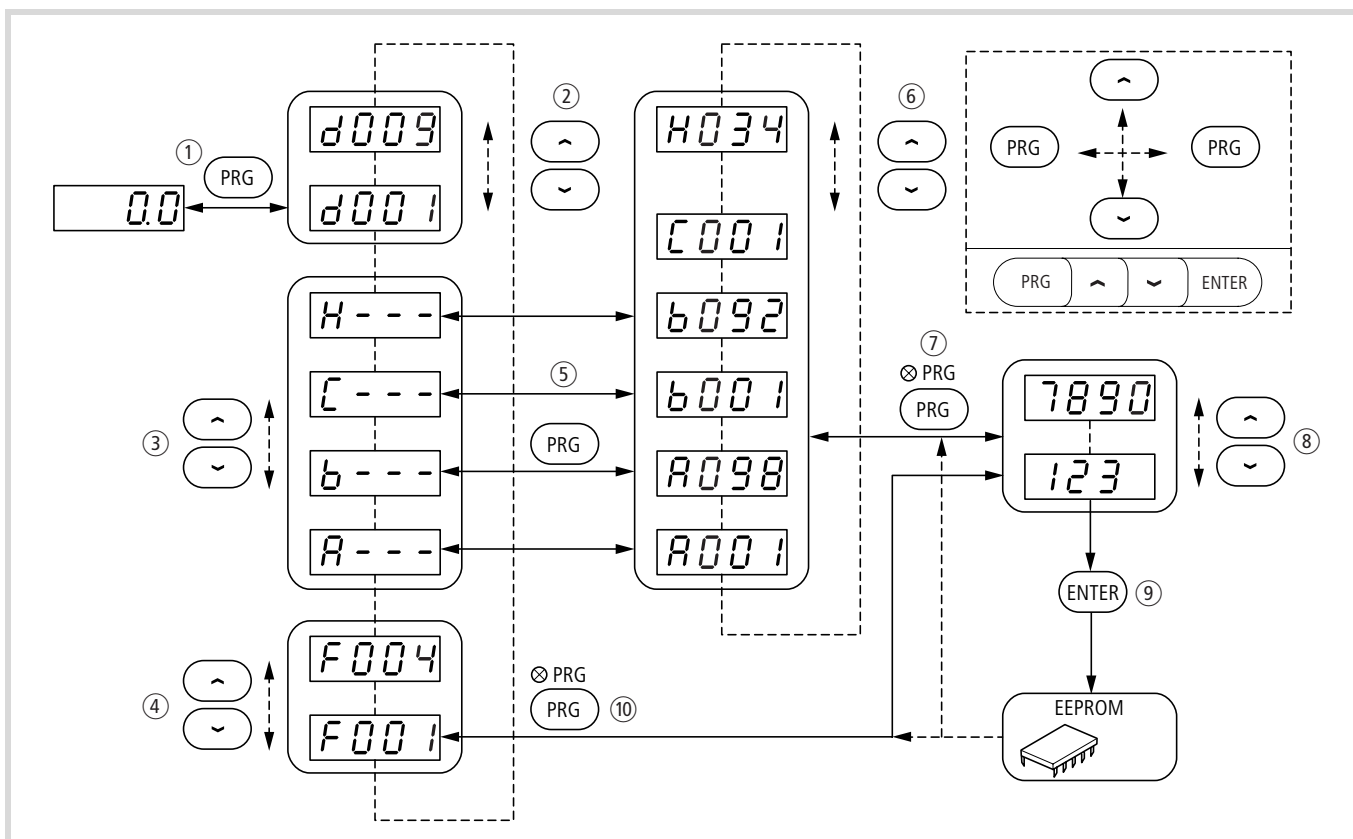 ① PRG
0.0
d009
d001
②
H - - -
C - - -
b - - -
A - - -
③
F004
F001
④
⑤
PRG
⊗ PRG
PRG ⑩
H034
C001
b092
b001
A098
A001
⑥
PRG PRG
PRG ENTER
⑦
⊗ PRG
PRG
7890
123
⑧
ENTER ⑨
EEPROM